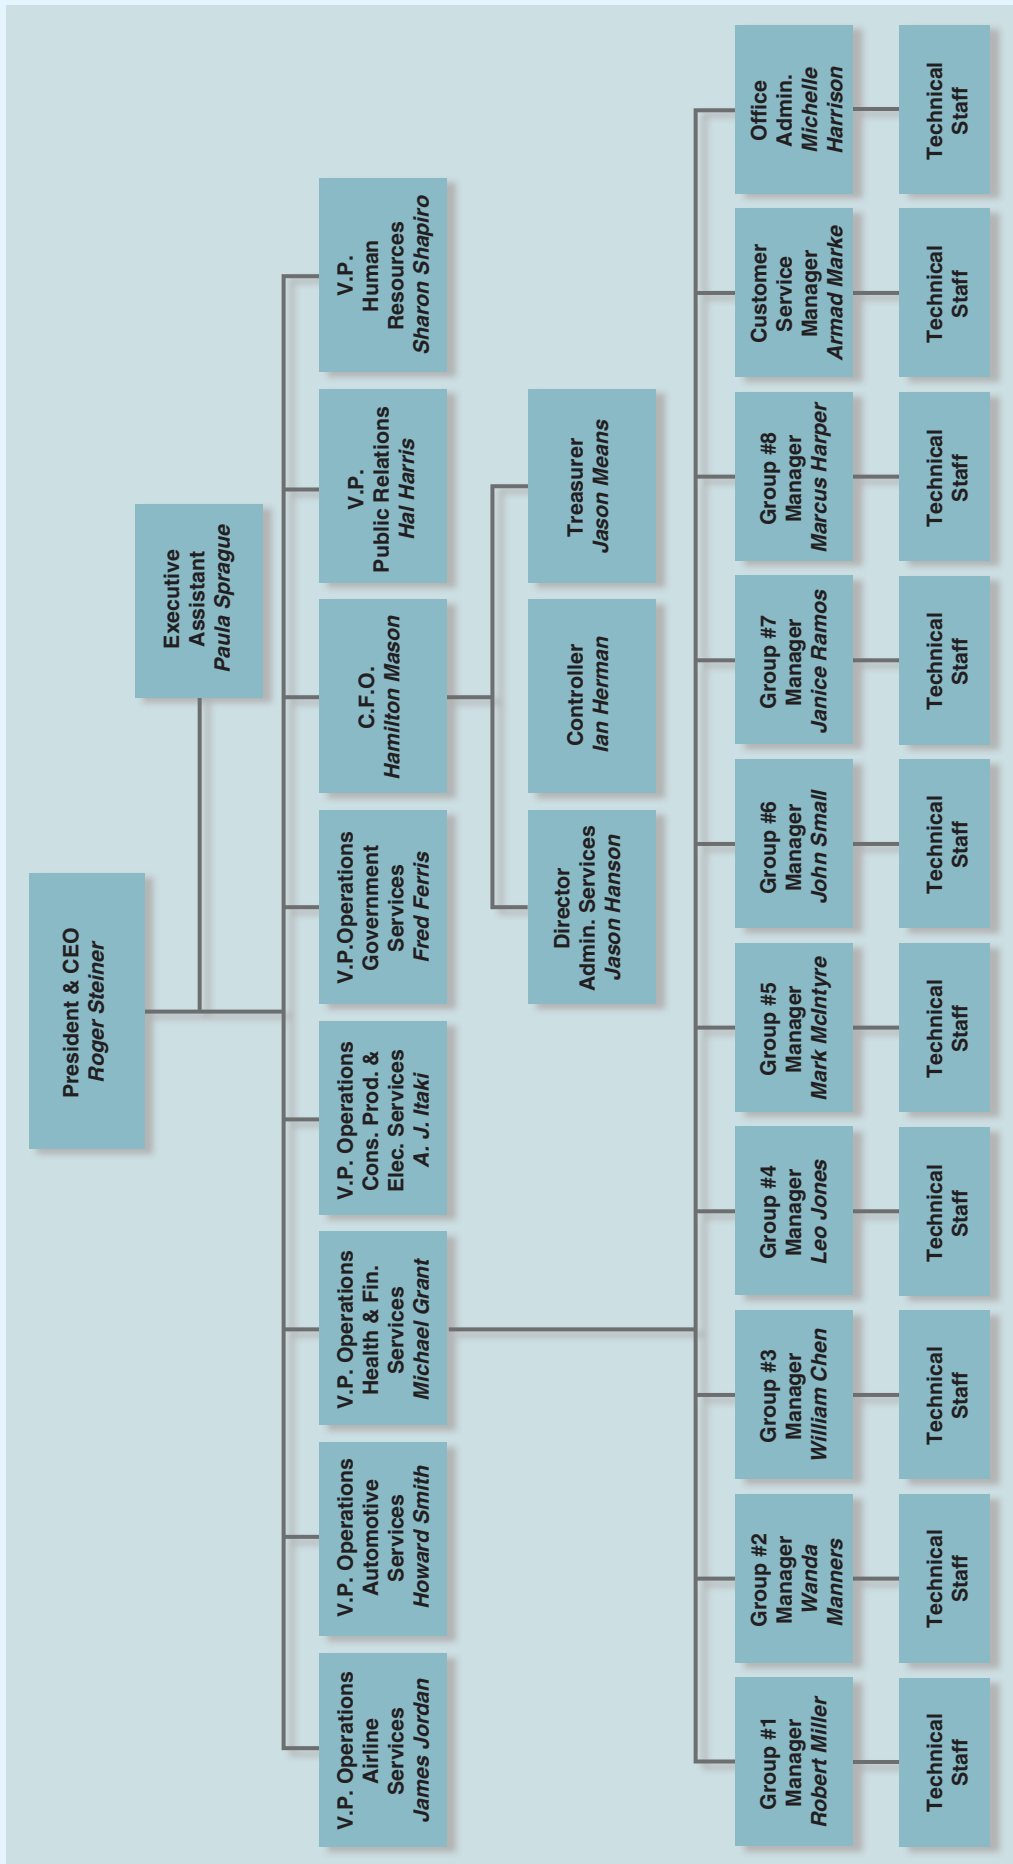 President & CEO
Roger Steiner
Executive
Assistant
Paula Sprague
V.P. Operations
Airline
Services
James Jordan
V.P. Operations
Automotive
Services
Howard Smith
V.P. Operations
Health & Fin.
Services
Michael Grant
V.P. Operations
Cons. Prod. &
Elec. Services
A. J. Itaki
V.P.Operations
Government
Services
Fred Ferris
C.F.O.
Hamilton Mason
V.P.
Public Relations
Hal Harris
V.P.
Human
Resources
Sharon Shapiro
Director
Admin. Services
Jason Hanson
Controller
Ian Herman
Treasurer
Jason Means
Group #1
Manager
Robert Miller
Group #2
Manager
Wanda
Manners
Group #3
Manager
William Chen
Group #4
Manager
Leo Jones
Group #5
Manager
Mark McIntyre
Group #6
Manager
John Small
Group #7
Manager
Janice Ramos
Group #8
Manager
Marcus Harper
Customer
Service
Manager
Armad Marke
Office
Admin.
Michelle
Harrison
Technical
Staff
Technical
Staff
Technical
Staff
Technical
Staff
Technical
Staff
Technical
Staff
Technical
Staff
Technical
Staff
Technical
Staff
Technical
Staff